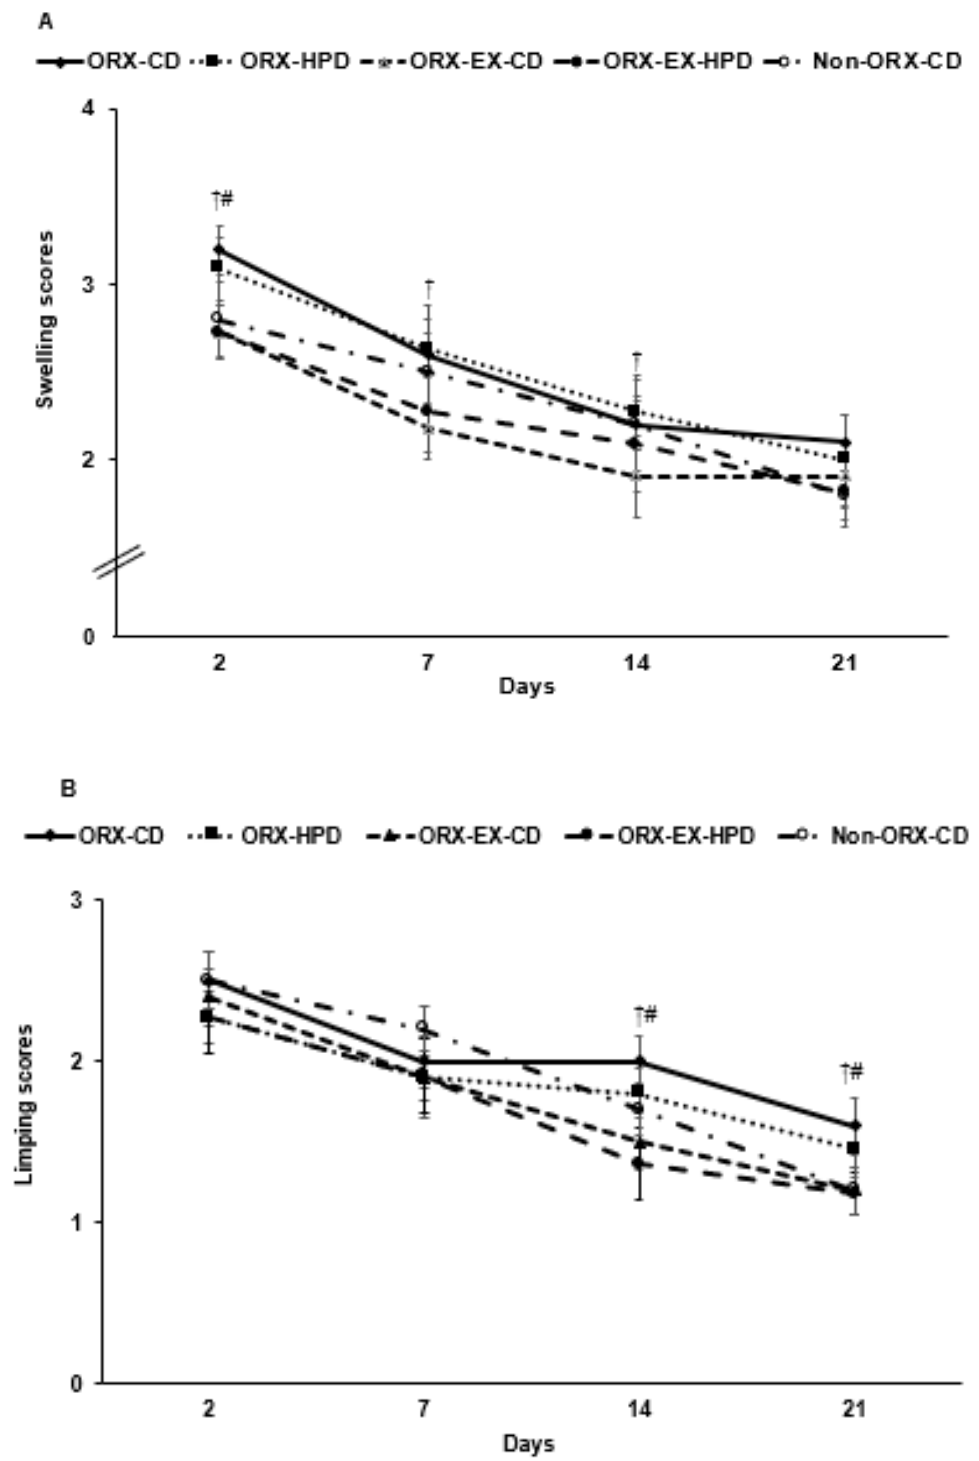 A
ORX-CD ORX-HPD ORX-EX-CD ORX-EX-HPD Non-ORX-CD
4
†#
Swelling scores
3
†
†
2
0
2 7 14 21
Days
B
ORX-CD ORX-HPD ORX-EX-CD ORX-EX-HPD Non-ORX-CD
3
Limping scores
†#
2
†#
1
0
2 7 14 21
Days